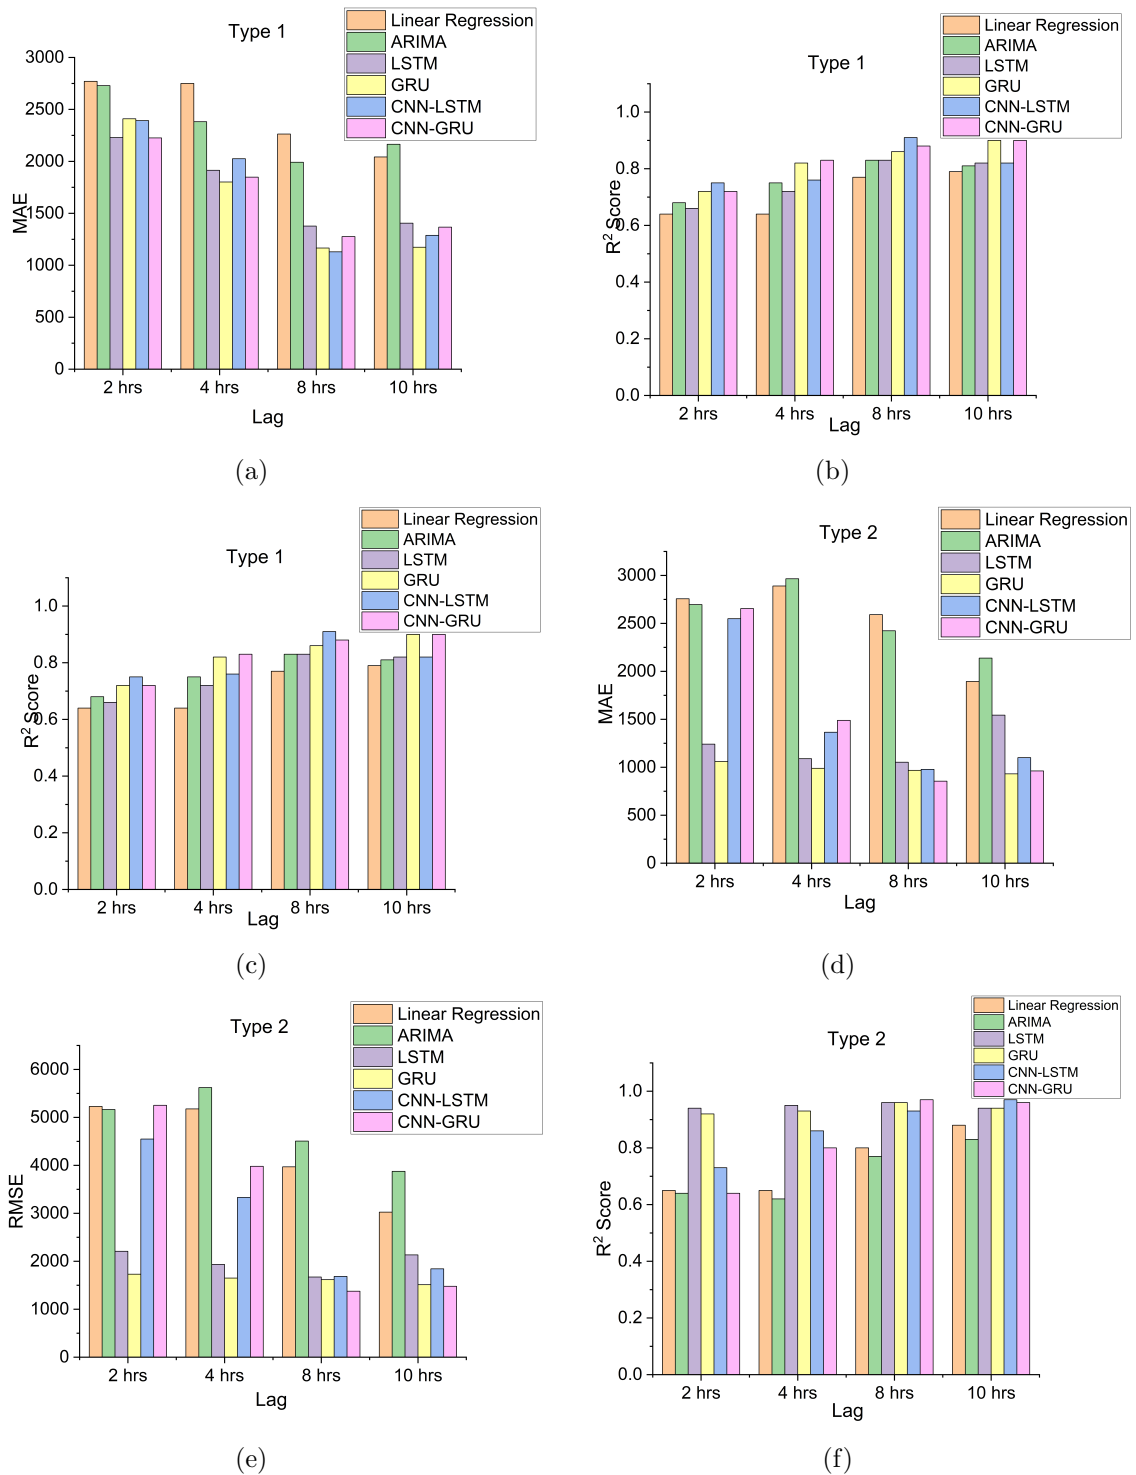 Type 1
Linear Regression
ARIMA
LSTM
GRU
CNN-LSTM
CNN-GRU
3000
2500
2000
1500
1000
500
0
MAE
2 hrs 4 hrs 8 hrs 10 hrs
Lag
(a)
Type 1
Linear Regression
ARIMA
LSTM
GRU
CNN-LSTM
CNN-GRU
1.0
0.8
0.6
0.4
0.2
0.0
R² Score
2 hrs 4 hrs 8 hrs 10 hrs
Lag
(b)
Type 1
Linear Regression
ARIMA
LSTM
GRU
CNN-LSTM
CNN-GRU
1.0
0.8
0.6
0.4
0.2
0.0
R² Score
2 hrs 4 hrs 8 hrs 10 hrs
Lag
(c)
Type 2
Linear Regression
ARIMA
LSTM
GRU
CNN-LSTM
CNN-GRU
3000
2500
2000
1500
1000
500
0
MAE
2 hrs 4 hrs 8 hrs 10 hrs
Lag
(d)
Type 2
Linear Regression
ARIMA
LSTM
GRU
CNN-LSTM
CNN-GRU
6000
5000
4000
3000
2000
1000
0
RMSE
2 hrs 4 hrs 8 hrs 10 hrs
Lag
(e)
Type 2
Linear Regression
ARIMA
LSTM
GRU
CNN-LSTM
CNN-GRU
1.0
0.8
0.6
0.4
0.2
0.0
R² Score
2 hrs 4 hrs 8 hrs 10 hrs
Lag
(f)